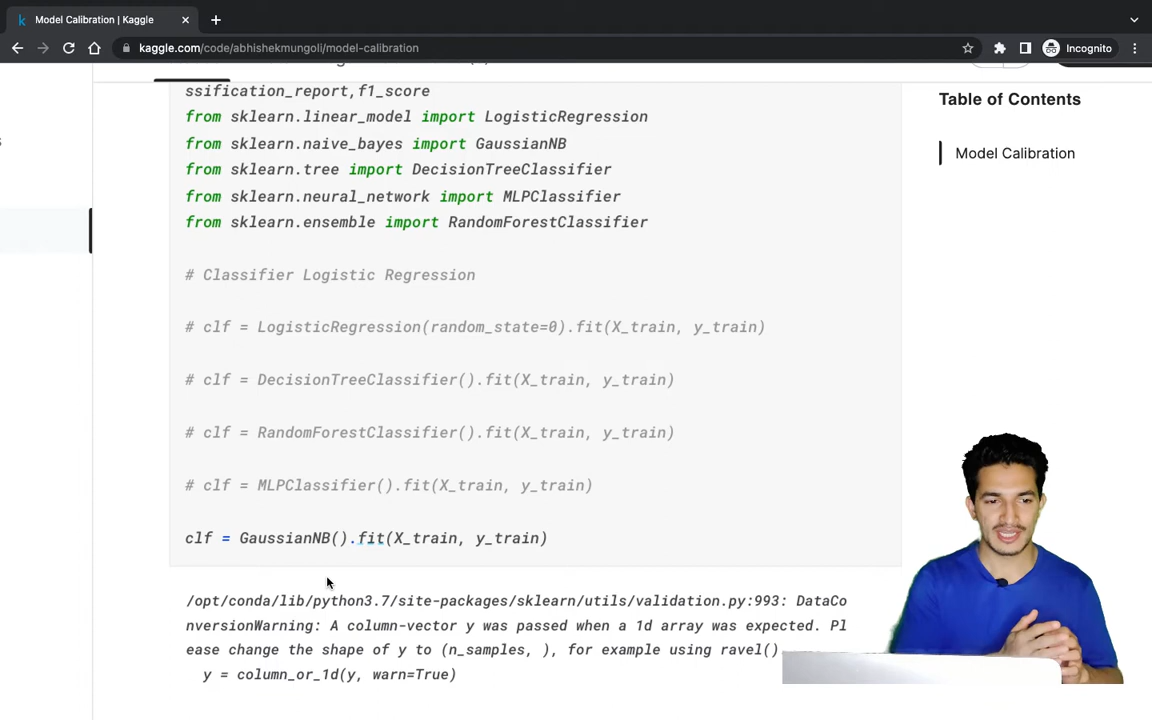 Model Calibration | Kaggle
kaggle.com/code/abhishekmungoli/model-calibration
Incognito
ssification_report,f1_score
from sklearn.linear_model import LogisticRegression
from sklearn.naive_bayes import GaussianNB
from sklearn.tree import DecisionTreeClassifier
from sklearn.neural_network import MLPClassifier
from sklearn.ensemble import RandomForestClassifier
# Classifier Logistic Regression
# clf = LogisticRegression(random_state=0).fit(X_train, y_train)
# clf = DecisionTreeClassifier().fit(X_train, y_train)
# clf = RandomForestClassifier().fit(X_train, y_train)
# clf = MLPClassifier().fit(X_train, y_train)
clf = GaussianNB().fit(X_train, y_train)
/opt/conda/lib/python3.7/site-packages/sklearn/utils/validation.py:993: DataCo
nversionWarning: A column-vector y was passed when a 1d array was expected. Pl
ease change the shape of y to (n_samples, ), for example using ravel().
y = column_or_1d(y, warn=True)
Table of Contents
Model Calibration